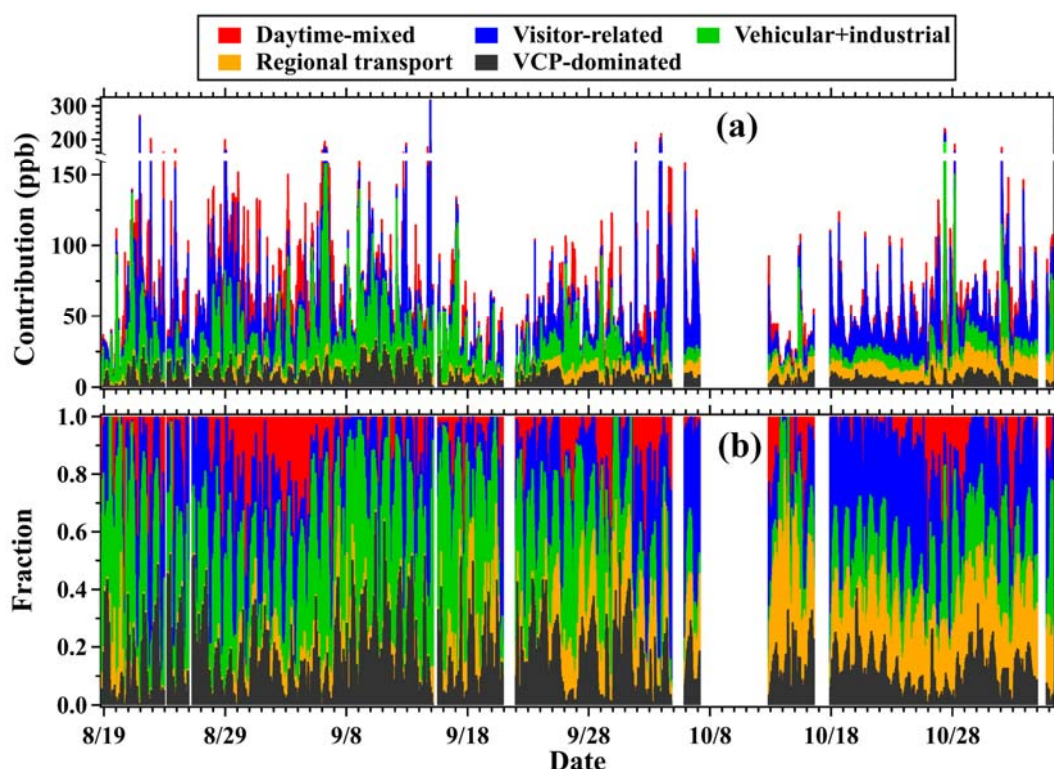 Daytime-mixed Visitor-related Vehicular+industrial
Regional transport VCP-dominated
(a)
Contribution (ppb)
300
200
150
100
50
0
(b)
Fraction
1.0
0.8
0.6
0.4
0.2
0.0
8/19 8/29 9/8 9/18 9/28 10/8 10/18 10/28
Date